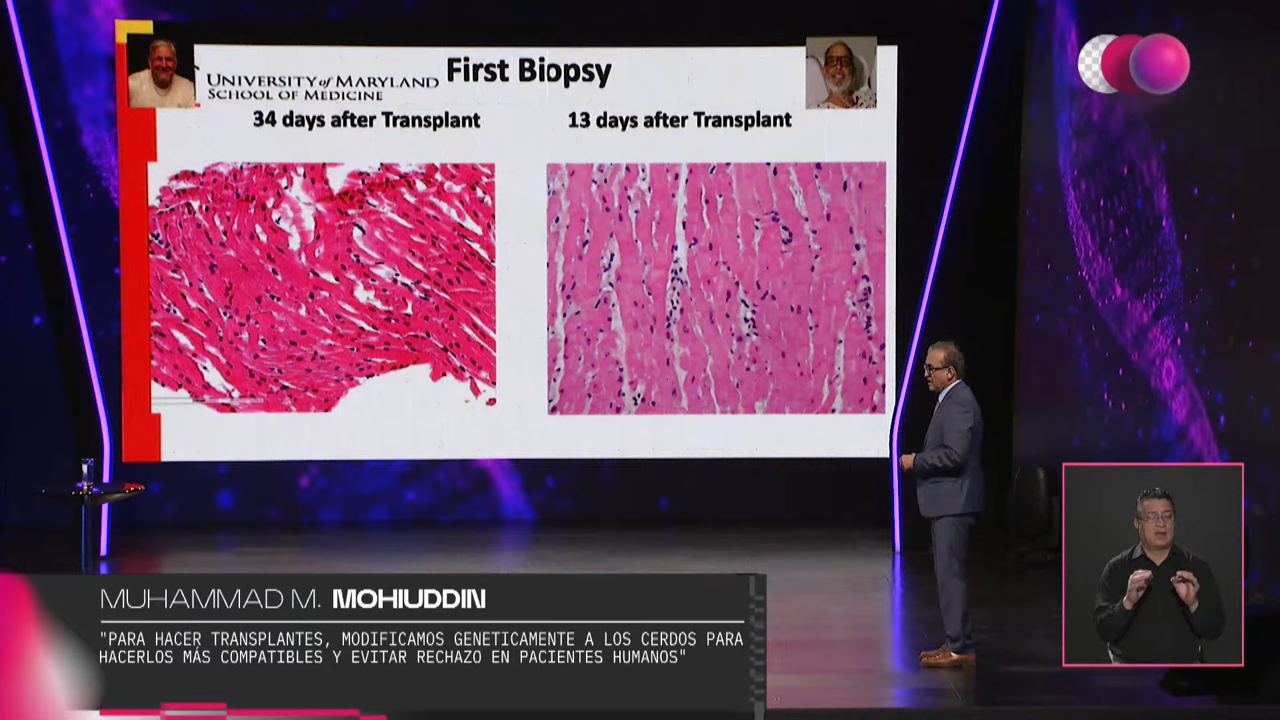 First Biopsy
UNIVERSITY of MARYLAND
SCHOOL OF MEDICINE
34 days after Transplant
13 days after Transplant
MUHAMMAD M. MOHIUDDIN
"PARA HACER TRANSPLANTES, MODIFICAMOS GENETICAMENTE A LOS CERDOS PARA
HACERLOS MÁS COMPATIBLES Y EVITAR RECHAZO EN PACIENTES HUMANOS"